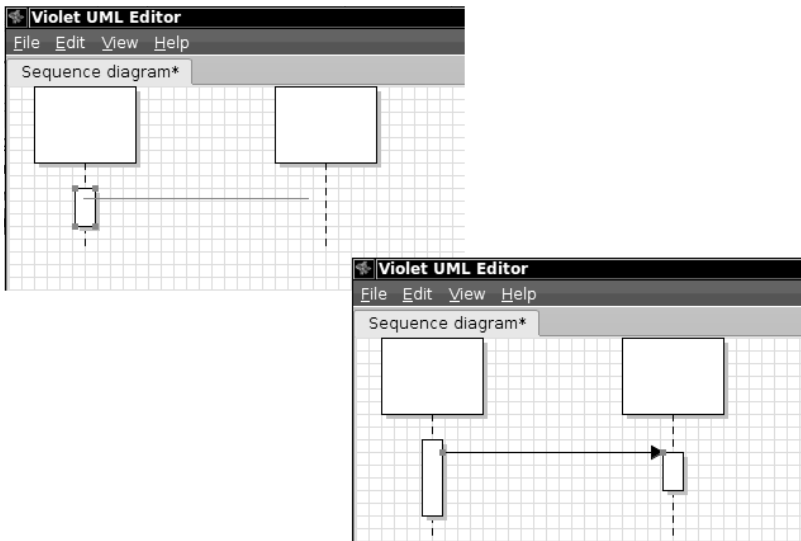 Violet UML Editor
File Edit View Help
Sequence diagram*
Violet UML Editor
File Edit View Help
Sequence diagram*